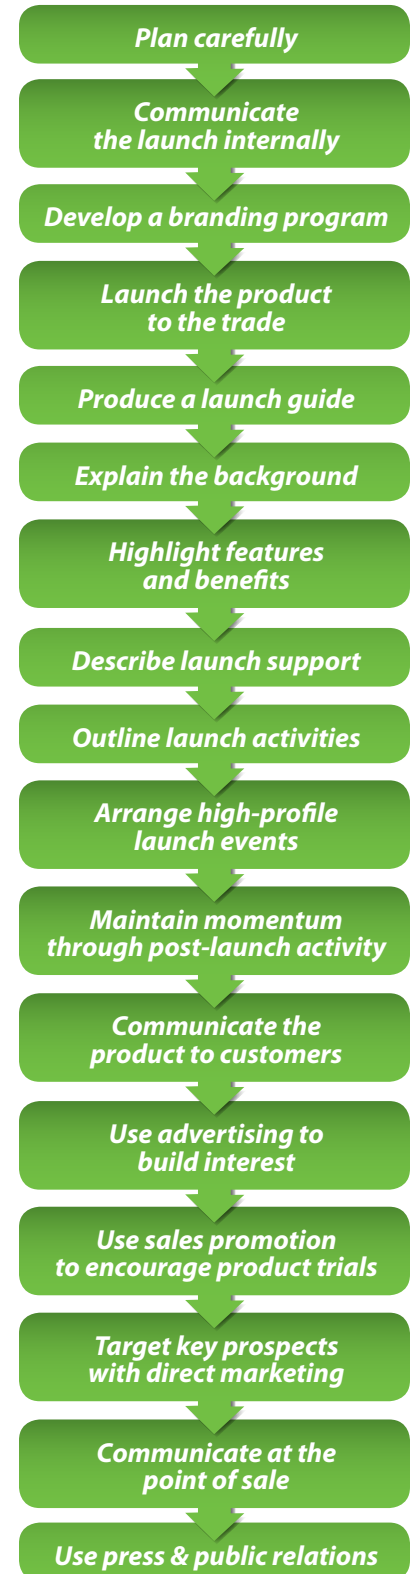 Plan carefully
Communicate
the launch internally
Develop a branding program
Launch the product
to the trade
Produce a launch guide
Explain the background
Highlight features
and benefits
Describe launch support
Outline launch activities
Arrange high-profile
launch events
Maintain momentum
through post-launch activity
Communicate the
product to customers
Use advertising to
build interest
Use sales promotion
to encourage product trials
Target key prospects
with direct marketing
Communicate at the
point of sale
Use press & public relations